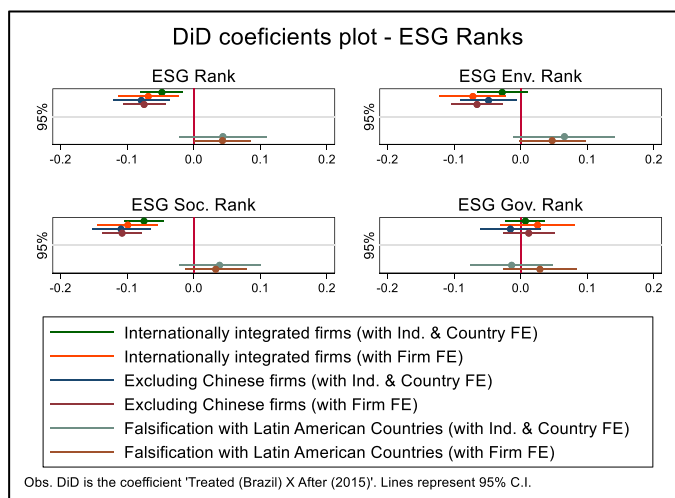 DiD coeficients plot - ESG Ranks
ESG Rank
ESG Env. Rank
95%
95%
-0.2 -0.1 0.0 0.1 0.2
-0.2 -0.1 0.0 0.1 0.2
ESG Soc. Rank
ESG Gov. Rank
95%
95%
-0.2 -0.1 0.0 0.1 0.2
-0.2 -0.1 0.0 0.1 0.2
Internationally integrated firms (with Ind. & Country FE)
Internationally integrated firms (with Firm FE)
Excluding Chinese firms (with Ind. & Country FE)
Excluding Chinese firms (with Firm FE)
Falsification with Latin American Countries (with Ind. & Country FE)
Falsification with Latin American Countries (with Firm FE)
Obs. DiD is the coefficient 'Treated (Brazil) X After (2015)'. Lines represent 95% C.I.